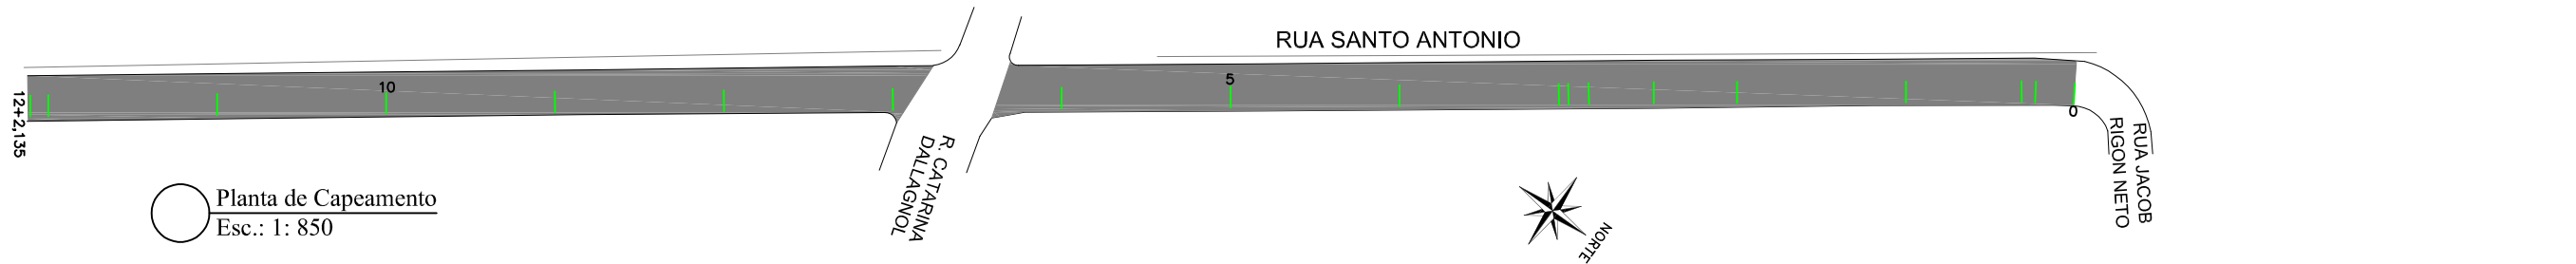 RUA SANTO ANTONIO
10
5
12+2,135
0
R. CATARINA
DALLAGNOL
RUA JACOB
RIGON NETO
Planta de Capeamento
Esc.: 1: 850
NORTE